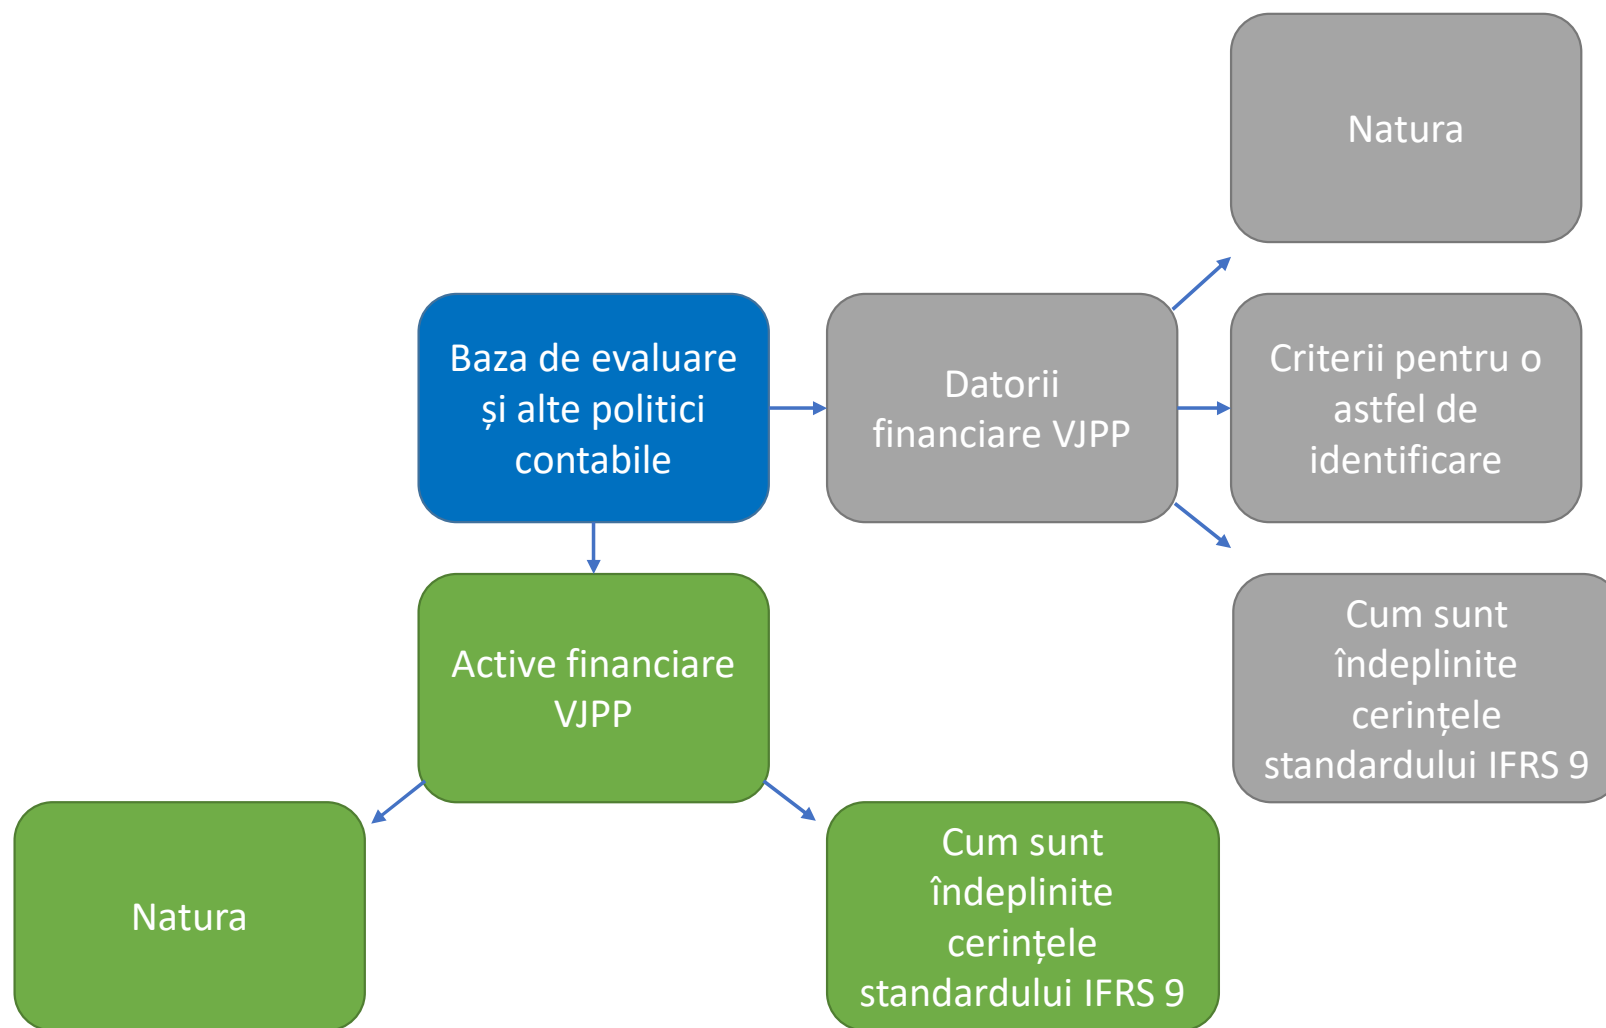 Natura
Baza de evaluare
și alte politici
contabile
Datorii
financiare VJPP
Criterii pentru o
astfel de
identificare
Active financiare
VJPP
Cum sunt
îndeplinite
cerințele
standardului IFRS 9
Natura
Cum sunt
îndeplinite
cerințele
standardului IFRS 9